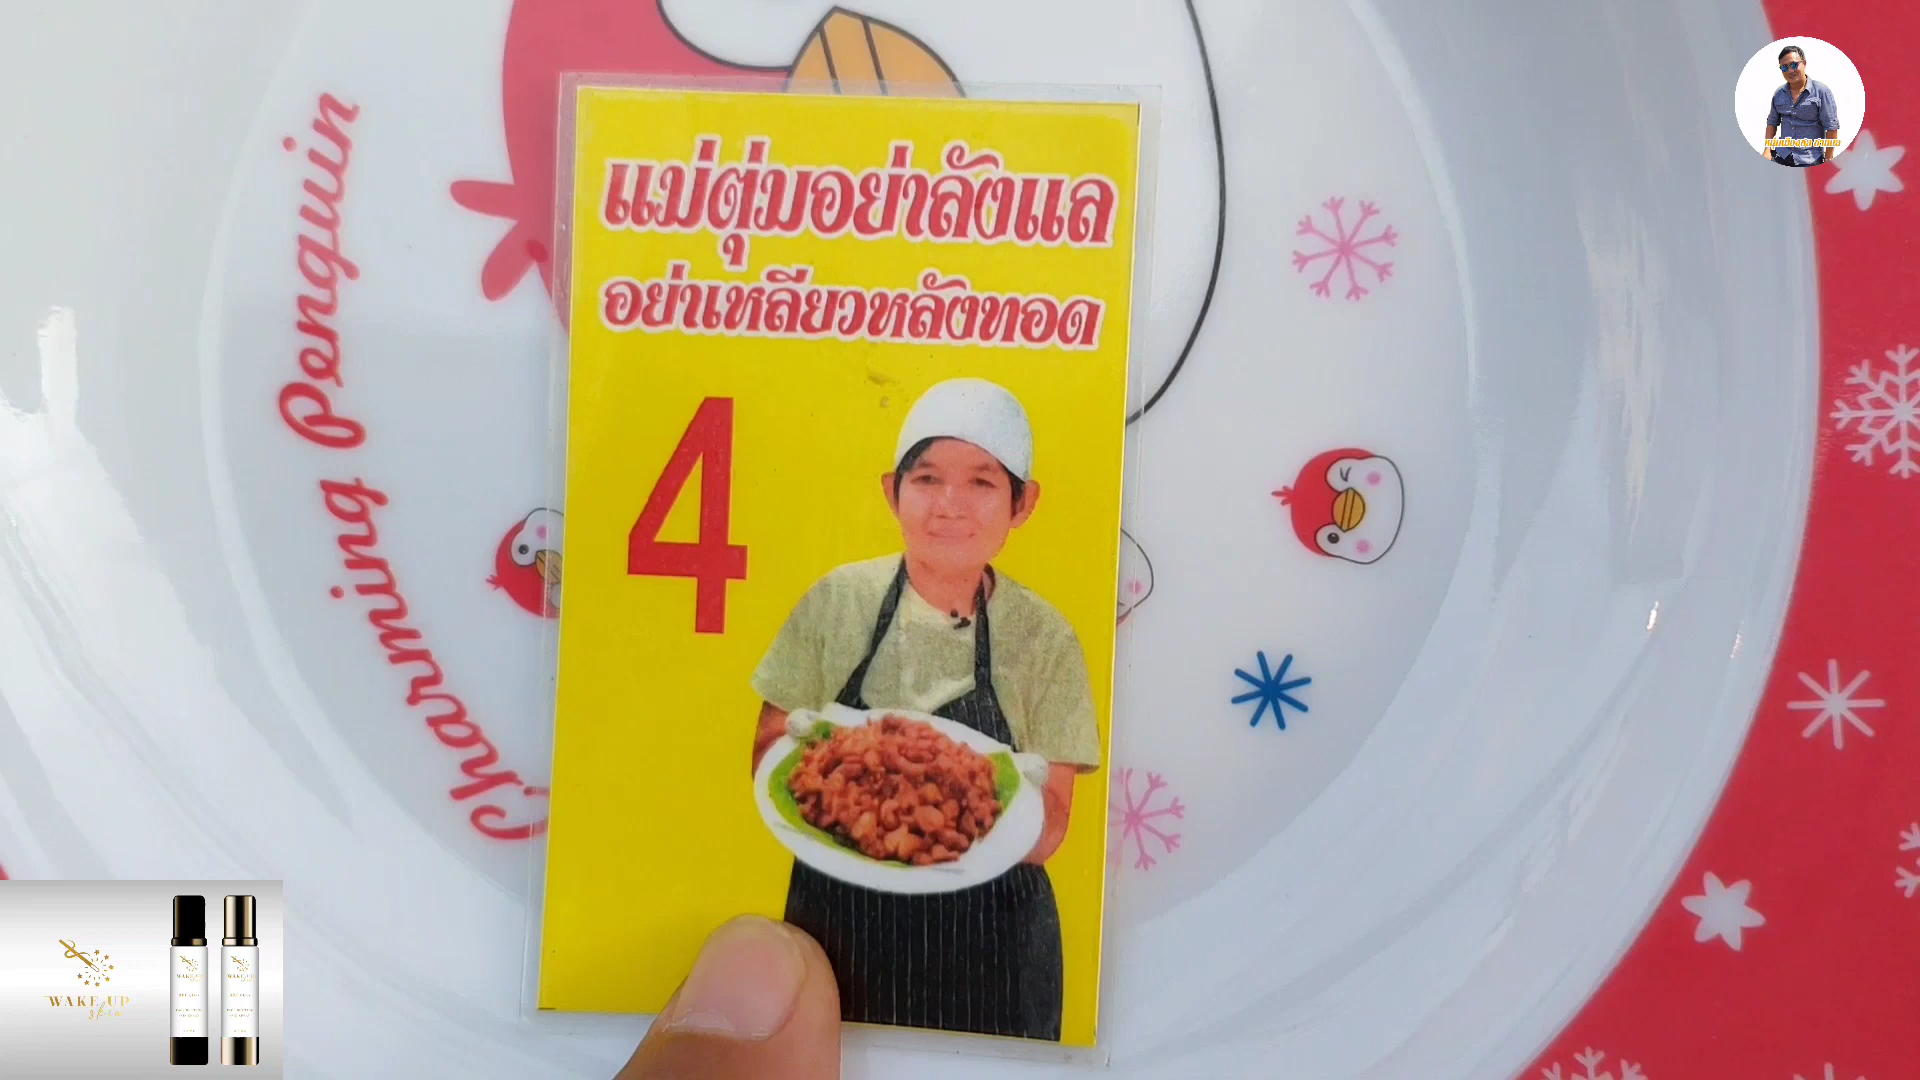 แม่ตุ่มอย่าลังแล
อย่าเหลียวหลังทอด
4
Charming Penguin
WAKE UP
skin